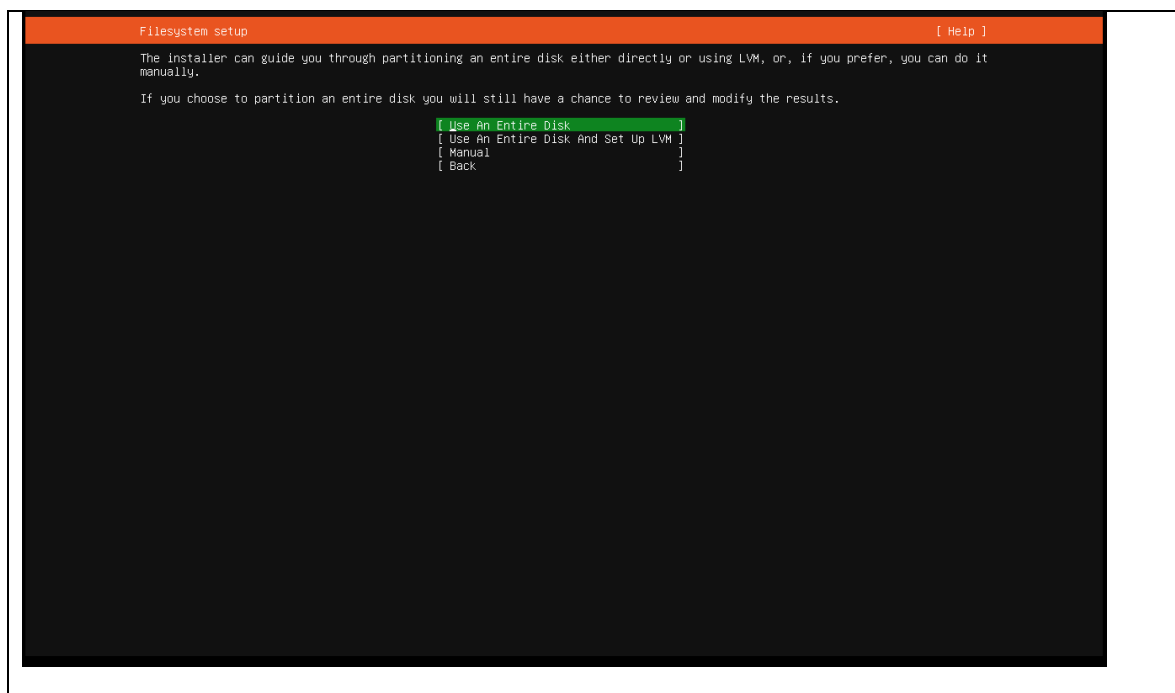 Filesystem setup [ Help ]
The installer can guide you through partitioning an entire disk either directly or using LVM, or, if you prefer, you can do it
manually.
If you choose to partition an entire disk you will still have a chance to review and modify the results.
[ Use An Entire Disk ]
[ Use An Entire Disk And Set Up LVM ]
[ Manual ]
[ Back ]